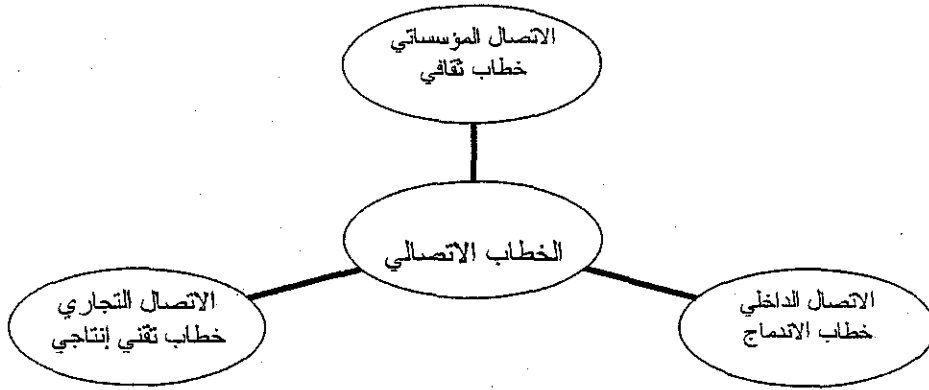 الاتصال المؤسساتي
خطاب ثقافي
الخطاب الاتصالي
الاتصال الداخلي
خطاب الاندماج
الاتصال التجاري
خطاب تقني إنتاجي